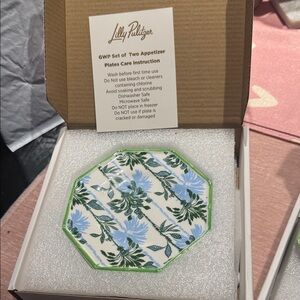 Lilly Pulitzer
GWP Set of Two Appetizer
Plates Care Instruction
Wash before first time use
Do Not use bleach or cleaners
containing chlorine
Avoid soaking and scrubbing
Dishwasher Safe
Microwave Safe
Do NOT place in freezer
Do NOT use if plate is
cracked or damaged